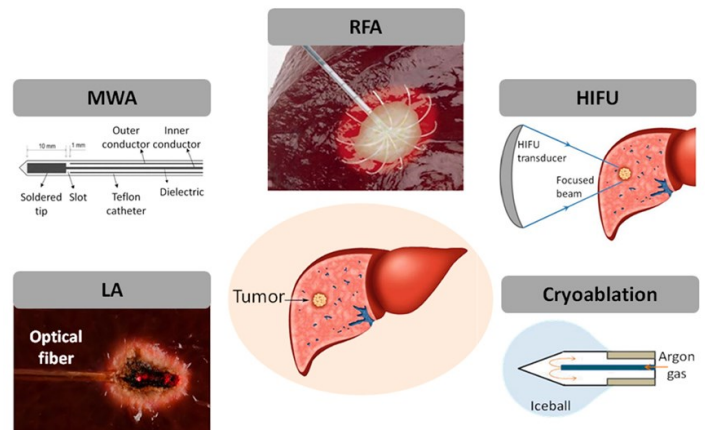 RFA
MWA
10 mm
1 mm
Outer
conductor
Inner
conductor
Soldered
tip
Slot
Teflon
catheter
Dielectric
HIFU
HIFU
transducer
Focused
beam
LA
Optical
fiber
Tumor
Cryoablation
Argon
gas
Iceball